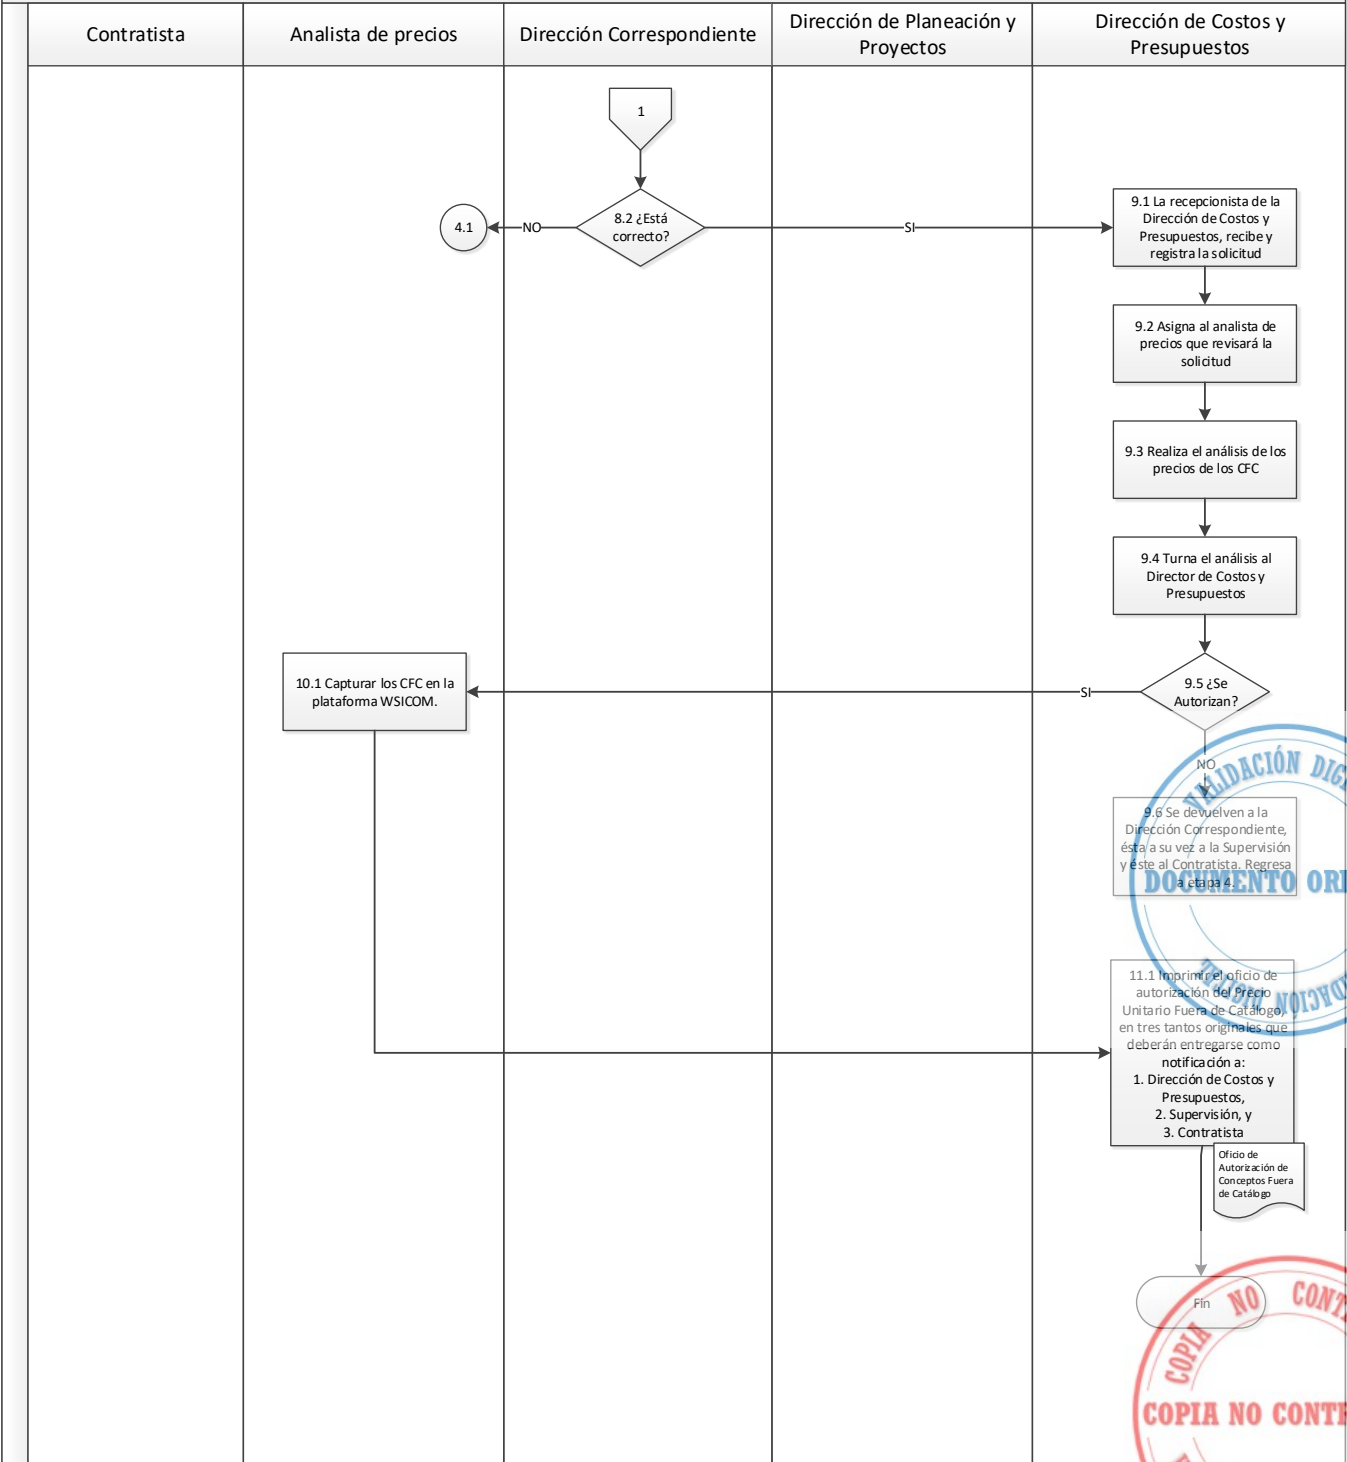 Contratista
Analista de precios
Dirección Correspondiente
Dirección de Planeación y
Proyectos
Dirección de Costos y
Presupuestos
1
8.2 ¿Está
correcto?
NO
4.1
SI
9.1 La recepcionista de la
Dirección de Costos y
Presupuestos, recibe y
registra la solicitud
9.2 Asigna al analista de
precios que revisará la
solicitud
9.3 Realiza el análisis de los
precios de los CFC
9.4 Turna el análisis al
Director de Costos y
Presupuestos
9.5 ¿Se
Autorizan?
SI
10.1 Capturar los CFC en la
plataforma WSICOM.
NO
9.6 Se devuelven a la
Dirección Correspondiente,
ésta a su vez a la Supervisión
y éste al Contratista. Regresa
a etapa 4.
VALIDACIÓN DIG
DOCUMENTO ORI
DACIÓN DIGITAL
11.1 Imprimir el oficio de
autorización del Precio
Unitario Fuera de Catálogo,
en tres tantos originales que
deberán entregarse como
notificación a:
1. Dirección de Costos y
Presupuestos,
2. Supervisión, y
3. Contratista
Oficio de
Autorización de
Conceptos Fuera
de Catálogo
Fin
COPIA NO CONT
COPIA NO CONT